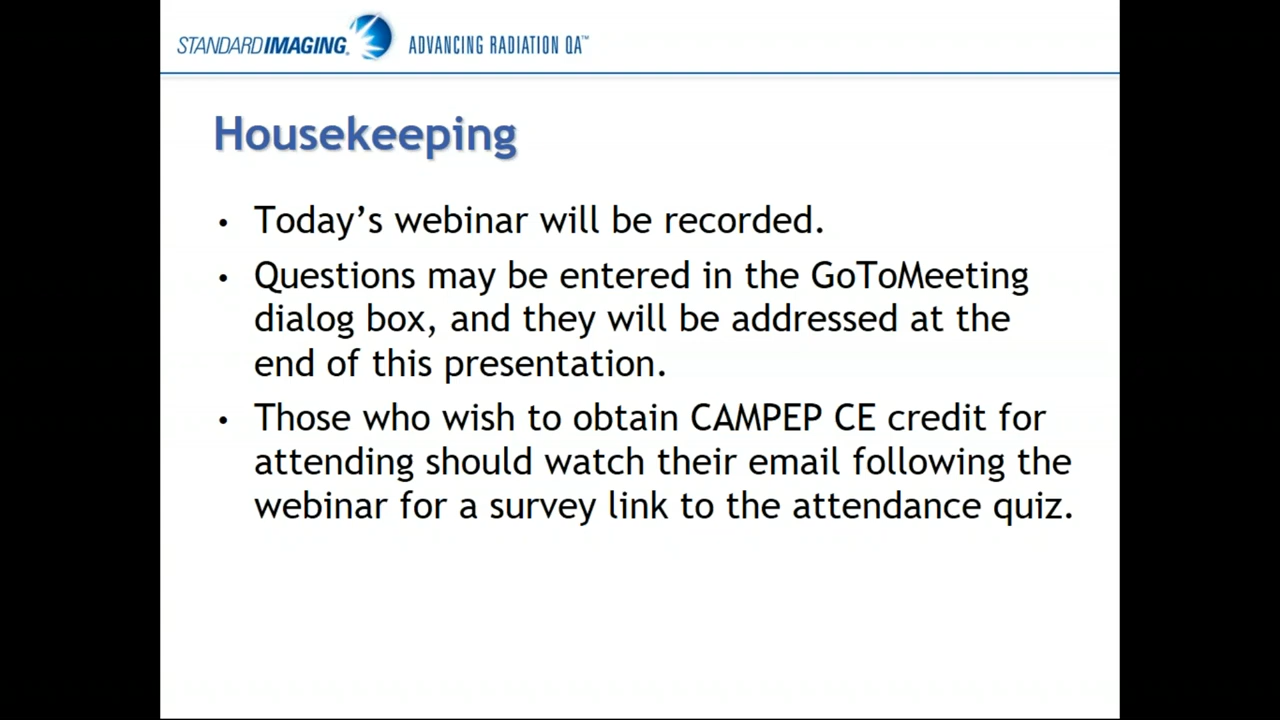 STANDARD IMAGING® ADVANCING RADIATION QA™
Housekeeping
• Today’s webinar will be recorded.
• Questions may be entered in the GoToMeeting
dialog box, and they will be addressed at the
end of this presentation.
• Those who wish to obtain CAMPEP CE credit for
attending should watch their email following the
webinar for a survey link to the attendance quiz.